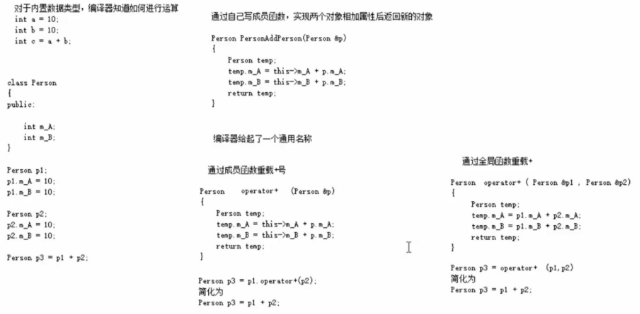 对于内置数据类型，编译器知道如何进行运算
int a = 10;
int b = 10;
int c = a + b;
class Person
{
public:
int m_A;
int m_B;
}
Person p1;
p1.m_A = 10;
p1.m_B = 10;
Person p2;
p2.m_A = 10;
p2.m_B = 10;
Person p3 = p1 + p2;
通过自己写成员函数，实现两个对象相加属性后返回新的对象
Person PersonAddPerson(Person &p)
{
Person temp;
temp.m_A = this->m_A + p.m_A;
temp.m_B = this->m_B + p.m_B;
return temp;
}
编译器给起了一个通用名称
通过成员函数重载+号
Person operator+ (Person &p)
{
Person temp;
temp.m_A = this->m_A + p.m_A;
temp.m_B = this->m_B + p.m_B;
return temp;
}
Person p3 = p1.operator+(p2);
简化为
Person p3 = p1 + p2;
通过全局函数重载+
Person operator+ ( Person &p1 , Person &p2)
{
Person temp;
temp.m_A = p1.m_A + p2.m_A;
temp.m_B = p1.m_B + p2.m_B;
return temp;
}
Person p3 = operator+ (p1,p2)
简化为
Person p3 = p1 + p2;